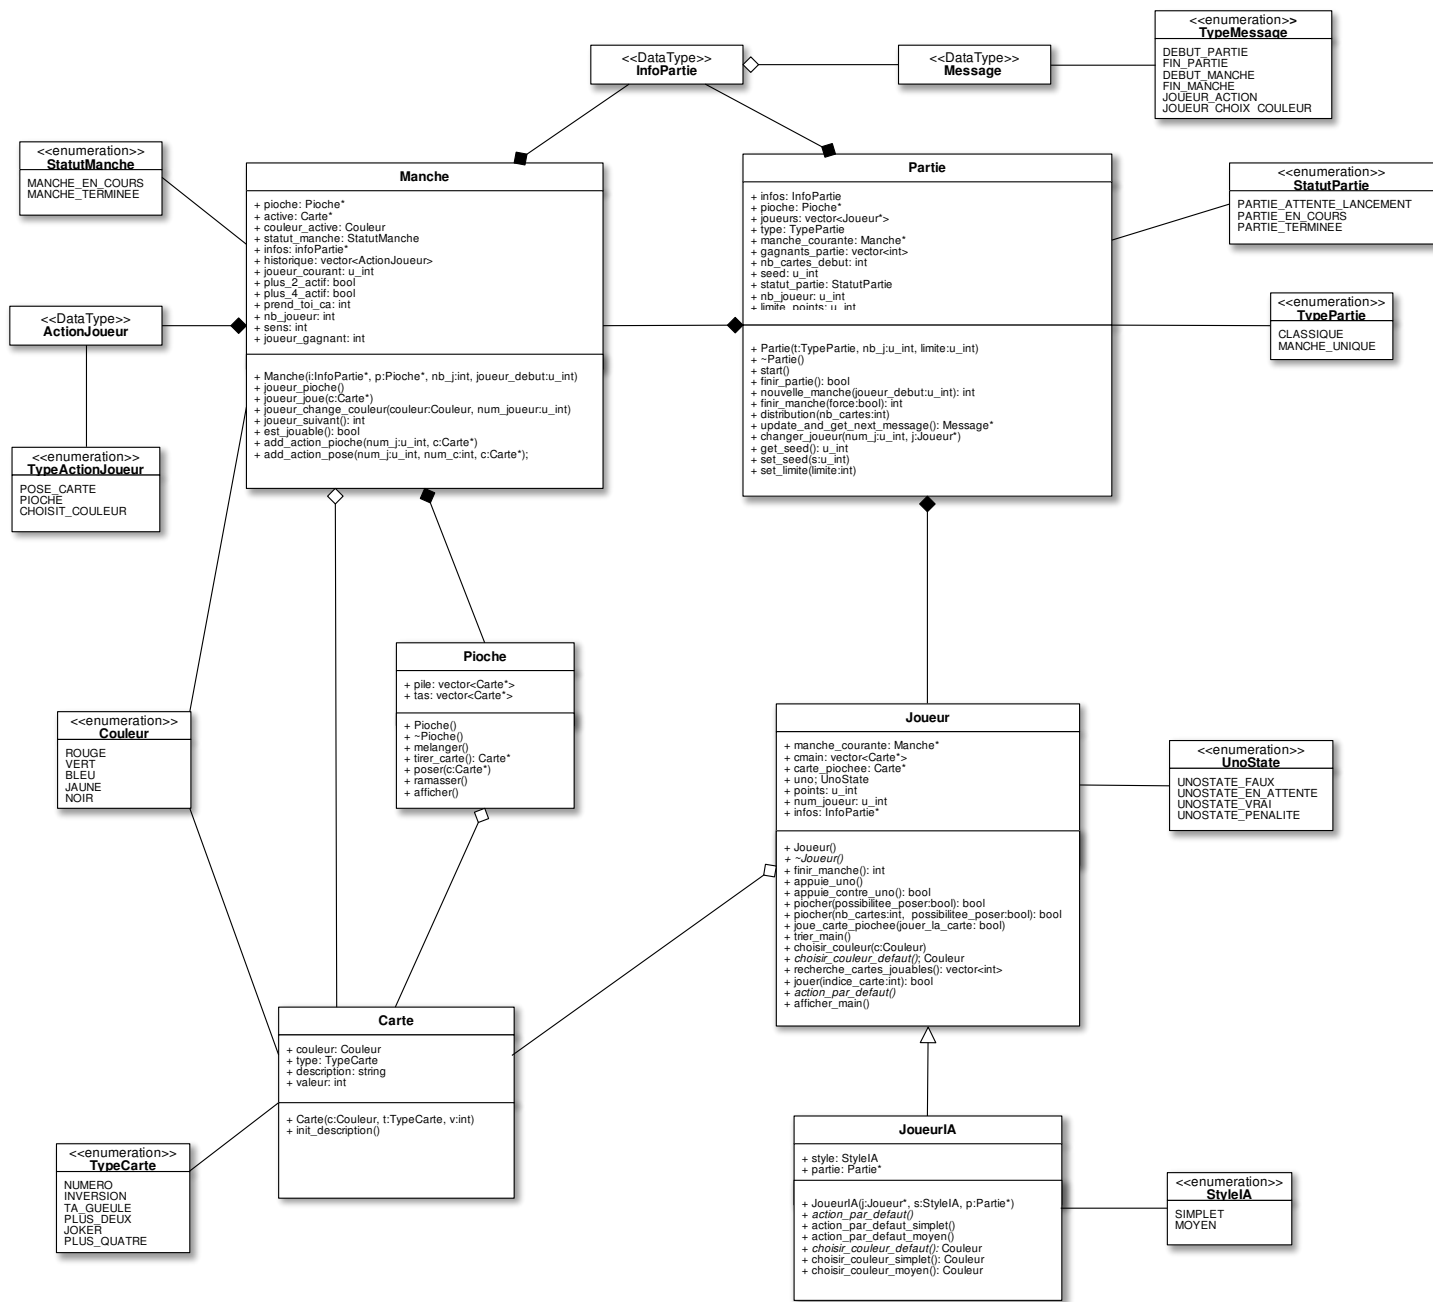 <<enumeration>>
TypeMessage
DEBUT_PARTIE
FIN_PARTIE
DEBUT_MANCHE
FIN_MANCHE
JOUEUR_ACTION
JOUEUR_CHOIX_COULEUR
<<DataType>>
InfoPartie
<<DataType>>
Message
<<enumeration>>
StatutManche
MANCHE_EN_COURS
MANCHE_TERMINEE
Manche
+ pioche: Pioche*
+ active: Carte*
+ couleur_active: Couleur
+ statut_manche: StatutManche
+ infos: infoPartie*
+ historique: vector<ActionJoueur>
+ joueur_courant: u_int
+ plus_2_actif: bool
+ plus_4_actif: bool
+ prend_toi_ca: int
+ nb_joueur: int
+ sens: int
+ joueur_gagnant: int
+ Manche(i:InfoPartie*, p:Pioche*, nb_j:int, joueur_debut:u_int)
+ joueur_pioche()
+ joueur_joue(c:Carte*)
+ joueur_change_couleur(couleur:Couleur, num_joueur:u_int)
+ joueur_suivant(): int
+ est_jouable(): bool
+ add_action_pioche(num_j:u_int, c:Carte*)
+ add_action_pose(num_j:u_int, num_c:int, c:Carte*);
Partie
+ infos: InfoPartie
+ pioche: Pioche*
+ joueurs: vector<Joueur*>
+ type: TypePartie
+ manche_courante: Manche*
+ gagnants_partie: vector<int>
+ nb_cartes_debut: int
+ seed: u_int
+ statut_partie: StatutPartie
+ nb_joueur: u_int
+ limite_points: u_int
+ Partie(t:TypePartie, nb_j:u_int, limite:u_int)
+ ~Partie()
+ start()
+ finir_partie(): bool
+ nouvelle_manche(joueur_debut:u_int): int
+ finir_manche(force:bool): int
+ distribution(nb_cartes:int)
+ update_and_get_next_message(): Message*
+ changer_joueur(num_j:u_int, j:Joueur*)
+ get_seed(): u_int
+ set_seed(s:u_int)
+ set_limite(limite:int)
<<enumeration>>
StatutPartie
PARTIE_ATTENTE_LANCEMENT
PARTIE_EN_COURS
PARTIE_TERMINEE
<<enumeration>>
TypePartie
CLASSIQUE
MANCHE_UNIQUE
<<DataType>>
ActionJoueur
<<enumeration>>
TypeActionJoueur
POSE_CARTE
PIOCHE
CHOISIT_COULEUR
Pioche
+ pile: vector<Carte*>
+ tas: vector<Carte*>
+ Pioche()
+ ~Pioche()
+ melanger()
+ tirer_carte(): Carte*
+ poser(c:Carte*)
+ ramasser()
+ afficher()
<<enumeration>>
Couleur
ROUGE
VERT
BLEU
JAUNE
NOIR
Joueur
+ manche_courante: Manche*
+ cmain: vector<Carte*>
+ carte_piochee: Carte*
+ uno; UnoState
+ points: u_int
+ num_joueur: u_int
+ infos: InfoPartie*
+ Joueur()
+ ~Joueur()
+ finir_manche(): int
+ appuie_uno()
+ appuie_contre_uno(): bool
+ piocher(possibilitee_poser:bool): bool
+ piocher(nb_cartes:int, possibilitee_poser:bool): bool
+ joue_carte_piochee(jouer_la_carte: bool)
+ trier_main()
+ choisir_couleur(c:Couleur)
+ choisir_couleur_defaut(); Couleur
+ recherche_cartes_jouables(): vector<int>
+ jouer(indice_carte:int): bool
+ action_par_defaut()
+ afficher_main()
<<enumeration>>
UnoState
UNOSTATE_FAUX
UNOSTATE_EN_ATTENTE
UNOSTATE_VRAI
UNOSTATE_PENALITE
Carte
+ couleur: Couleur
+ type: TypeCarte
+ description: string
+ valeur: int
+ Carte(c:Couleur, t:TypeCarte, v:int)
+ init_description()
<<enumeration>>
TypeCarte
NUMERO
INVERSION
TA_GUEULE
PLUS_DEUX
JOKER
PLUS_QUATRE
JoueurIA
+ style: StyleIA
+ partie: Partie*
+ JoueurIA(j:Joueur*, s:StyleIA, p:Partie*)
+ action_par_defaut()
+ action_par_defaut_simplet()
+ action_par_defaut_moyen()
+ choisir_couleur_defaut(): Couleur
+ choisir_couleur_simplet(): Couleur
+ choisir_couleur_moyen(): Couleur
<<enumeration>>
StyleIA
SIMPLET
MOYEN